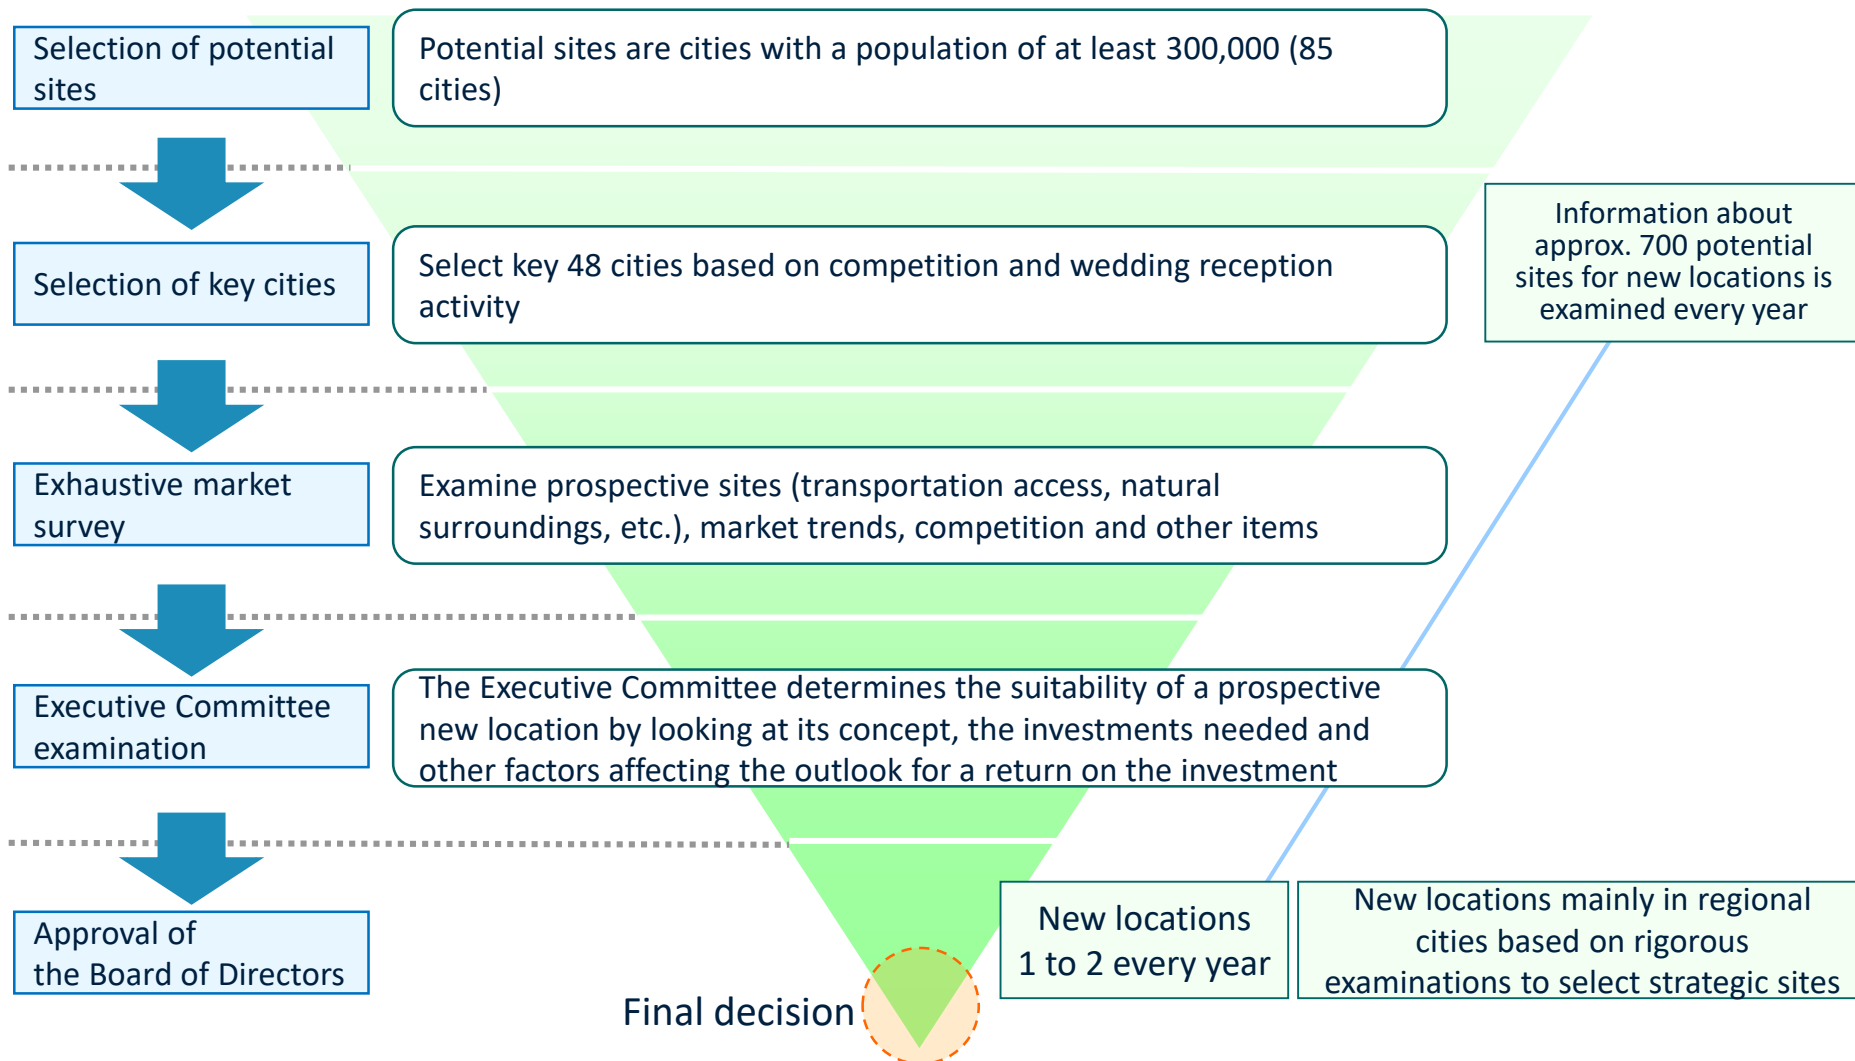 Selection of potential
sites
Potential sites are cities with a population of at least 300,000 (85
cities)
Selection of key cities
Select key 48 cities based on competition and wedding reception
activity
Information about
approx. 700 potential
sites for new locations is
examined every year
Exhaustive market
survey
Examine prospective sites (transportation access, natural
surroundings, etc.), market trends, competition and other items
Executive Committee
examination
The Executive Committee determines the suitability of a prospective
new location by looking at its concept, the investments needed and
other factors affecting the outlook for a return on the investment
Approval of
the Board of Directors
Final decision
New locations
1 to 2 every year
New locations mainly in regional
cities based on rigorous
examinations to select strategic sites